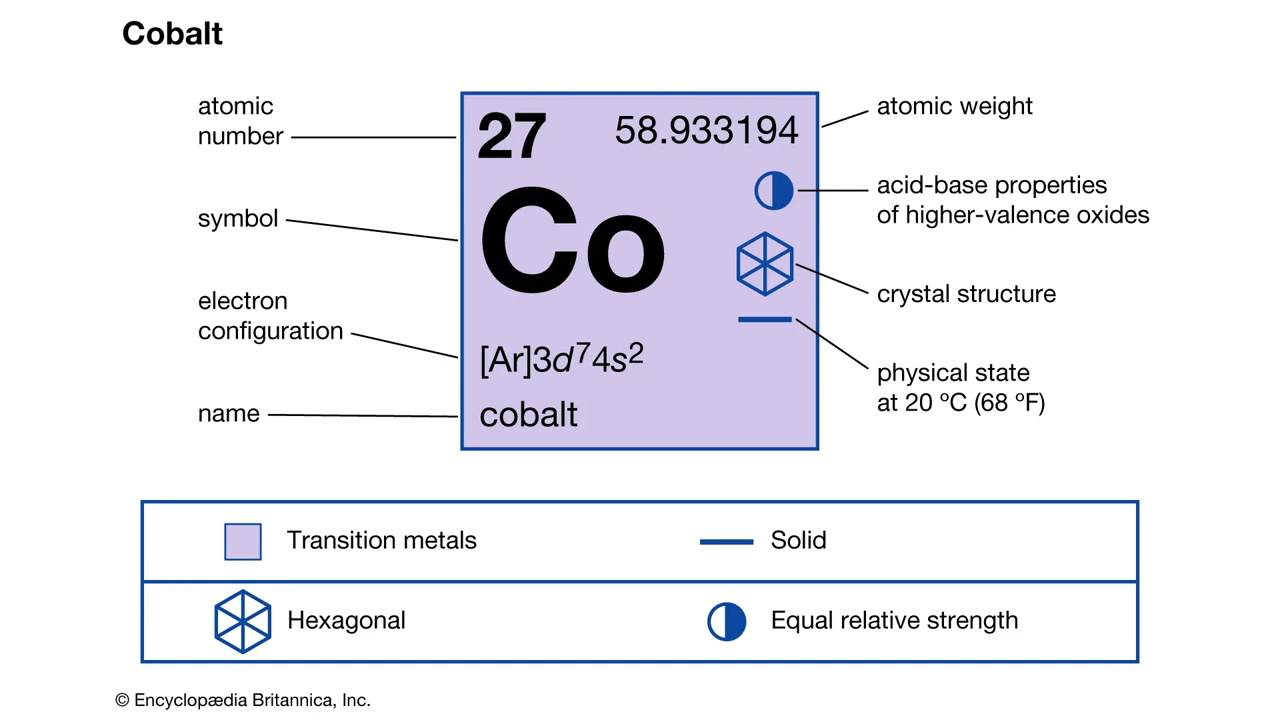 Cobalt
atomic
number
symbol
electron
configuration
name
27
58.933194
Co
[Ar]3d⁷4s²
cobalt
atomic weight
acid-base properties
of higher-valence oxides
crystal structure
physical state
at 20 ºC (68 ºF)
Transition metals
Solid
Hexagonal
Equal relative strength
© Encyclopædia Britannica, Inc.